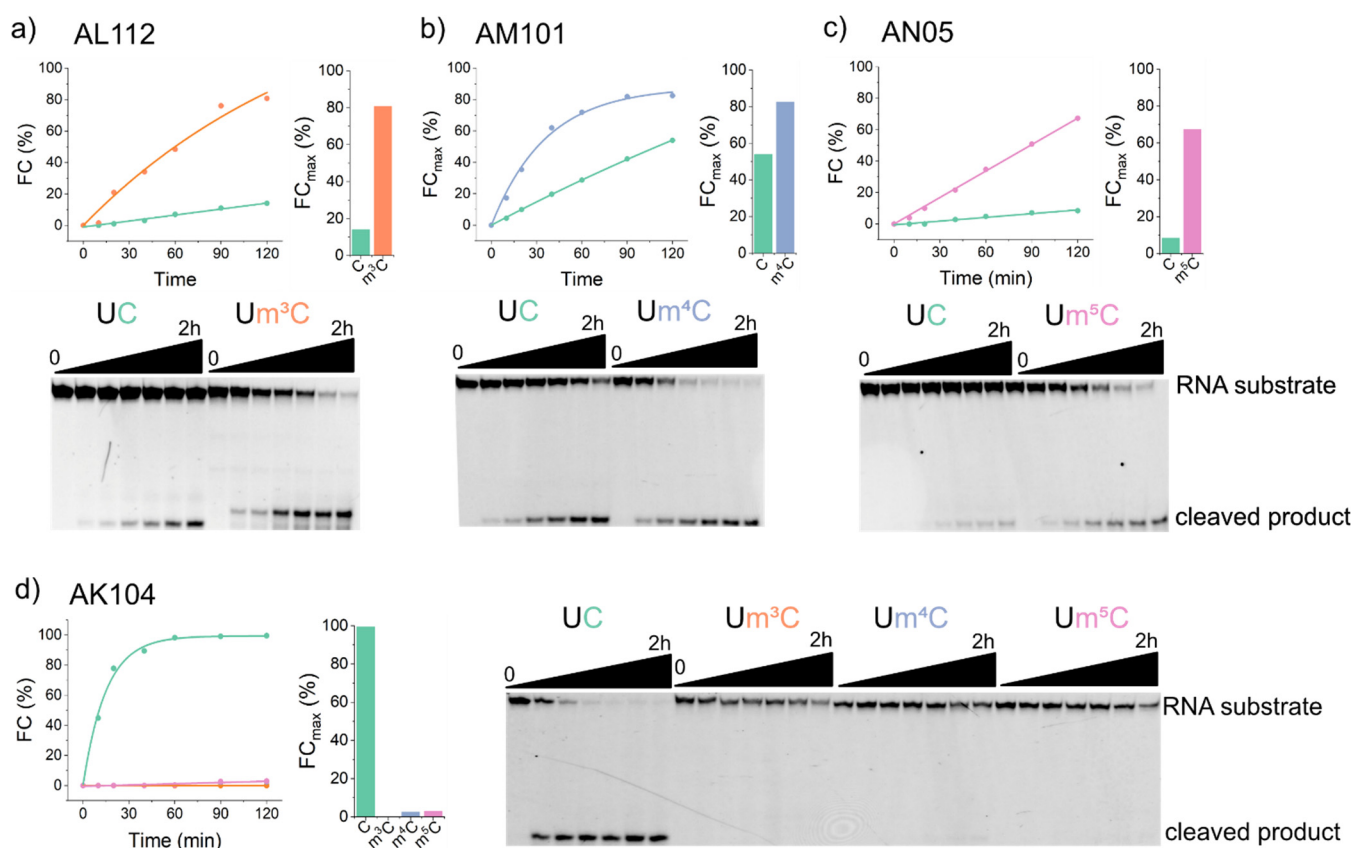 a) AL112
100
80
60
40
20
0
FC (%)
0 30 60 90 120
Time
100
80
60
40
20
0
FCmax (%)
C
m³C
b) AM101
100
80
60
40
20
0
FCmax (%)
0 30 60 90 120
Time
100
80
60
40
20
0
FCmax (%)
C
m⁴C
c) AN05
100
80
60
40
20
0
FC (%)
0 30 60 90 120
Time (min)
100
80
60
40
20
0
FCmax (%)
C
m⁵C
UC Um³C
0 2h
UC Um⁴C
0 2h
UC Um⁵C
0 2h
RNA substrate
cleaved product
d) AK104
100
80
60
40
20
0
FC (%)
0 30 60 90 120
Time (min)
100
80
60
40
20
0
FCmax (%)
C
m³C
m⁴C
m⁵C
UC Um³C Um⁴C Um⁵C
0 2h 0 2h 2h 2h
RNA substrate
cleaved product